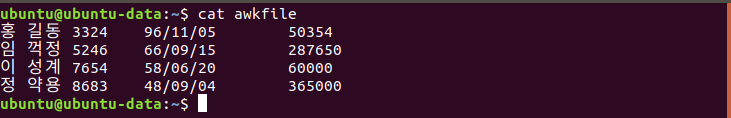 ubuntu@ubuntu-data:~$ cat awkfile
홍 길동 3324 96/11/05 50354
임 꺽정 5246 66/09/15 287650
이 성계 7654 58/06/20 60000
정 약용 8683 48/09/04 365000
ubuntu@ubuntu-data:~$